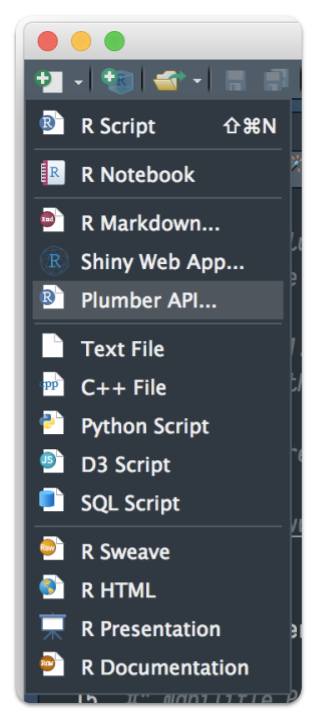 R Script ⇧⌘N
R Notebook
R Markdown...
Shiny Web App...
Plumber API...
Text File
C++ File
Python Script
D3 Script
SQL Script
R Sweave
R HTML
R Presentation
R Documentation
15